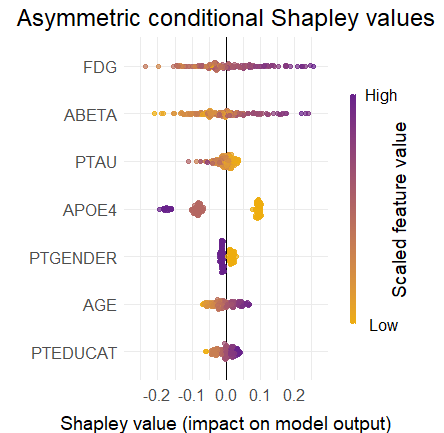 Asymmetric conditional Shapley values
FDG
ABETA
PTAU
APOE4
PTGENDER
AGE
PTEDUCAT
-0.2 -0.1 0.0 0.1 0.2
Shapley value (impact on model output)
High
Scaled feature value
Low